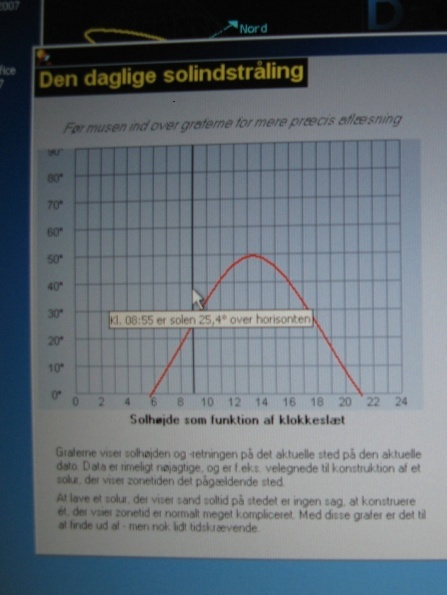 2007
Nord
D
fice
7
Den daglige solindstråling
Før musen ind over graferne for mere præcis aflæsning
90°
80°
70°
60°
50°
40°
30°
20°
10°
0°
kl. 08:55 er solen 25,4° over horisonten
0 2 4 6 8 10 12 14 16 18 20 22 24
Solhøjde som funktion af klokkeslæt
Graferne viser solhøjden og -retningen på det aktuelle sted på den aktuelle
dato. Data er rimeligt nøjagtige, og er f.eks. velegnede til konstruktion af et
solur, der viser zonetiden det pågældende sted.
At lave et solur, der viser sand soltid på stedet er ingen sag, at konstruere
ét, der viser zonetid er normalt meget kompliceret. Med disse grafer er det til
at finde ud af - men nok lidt tidskrævende.